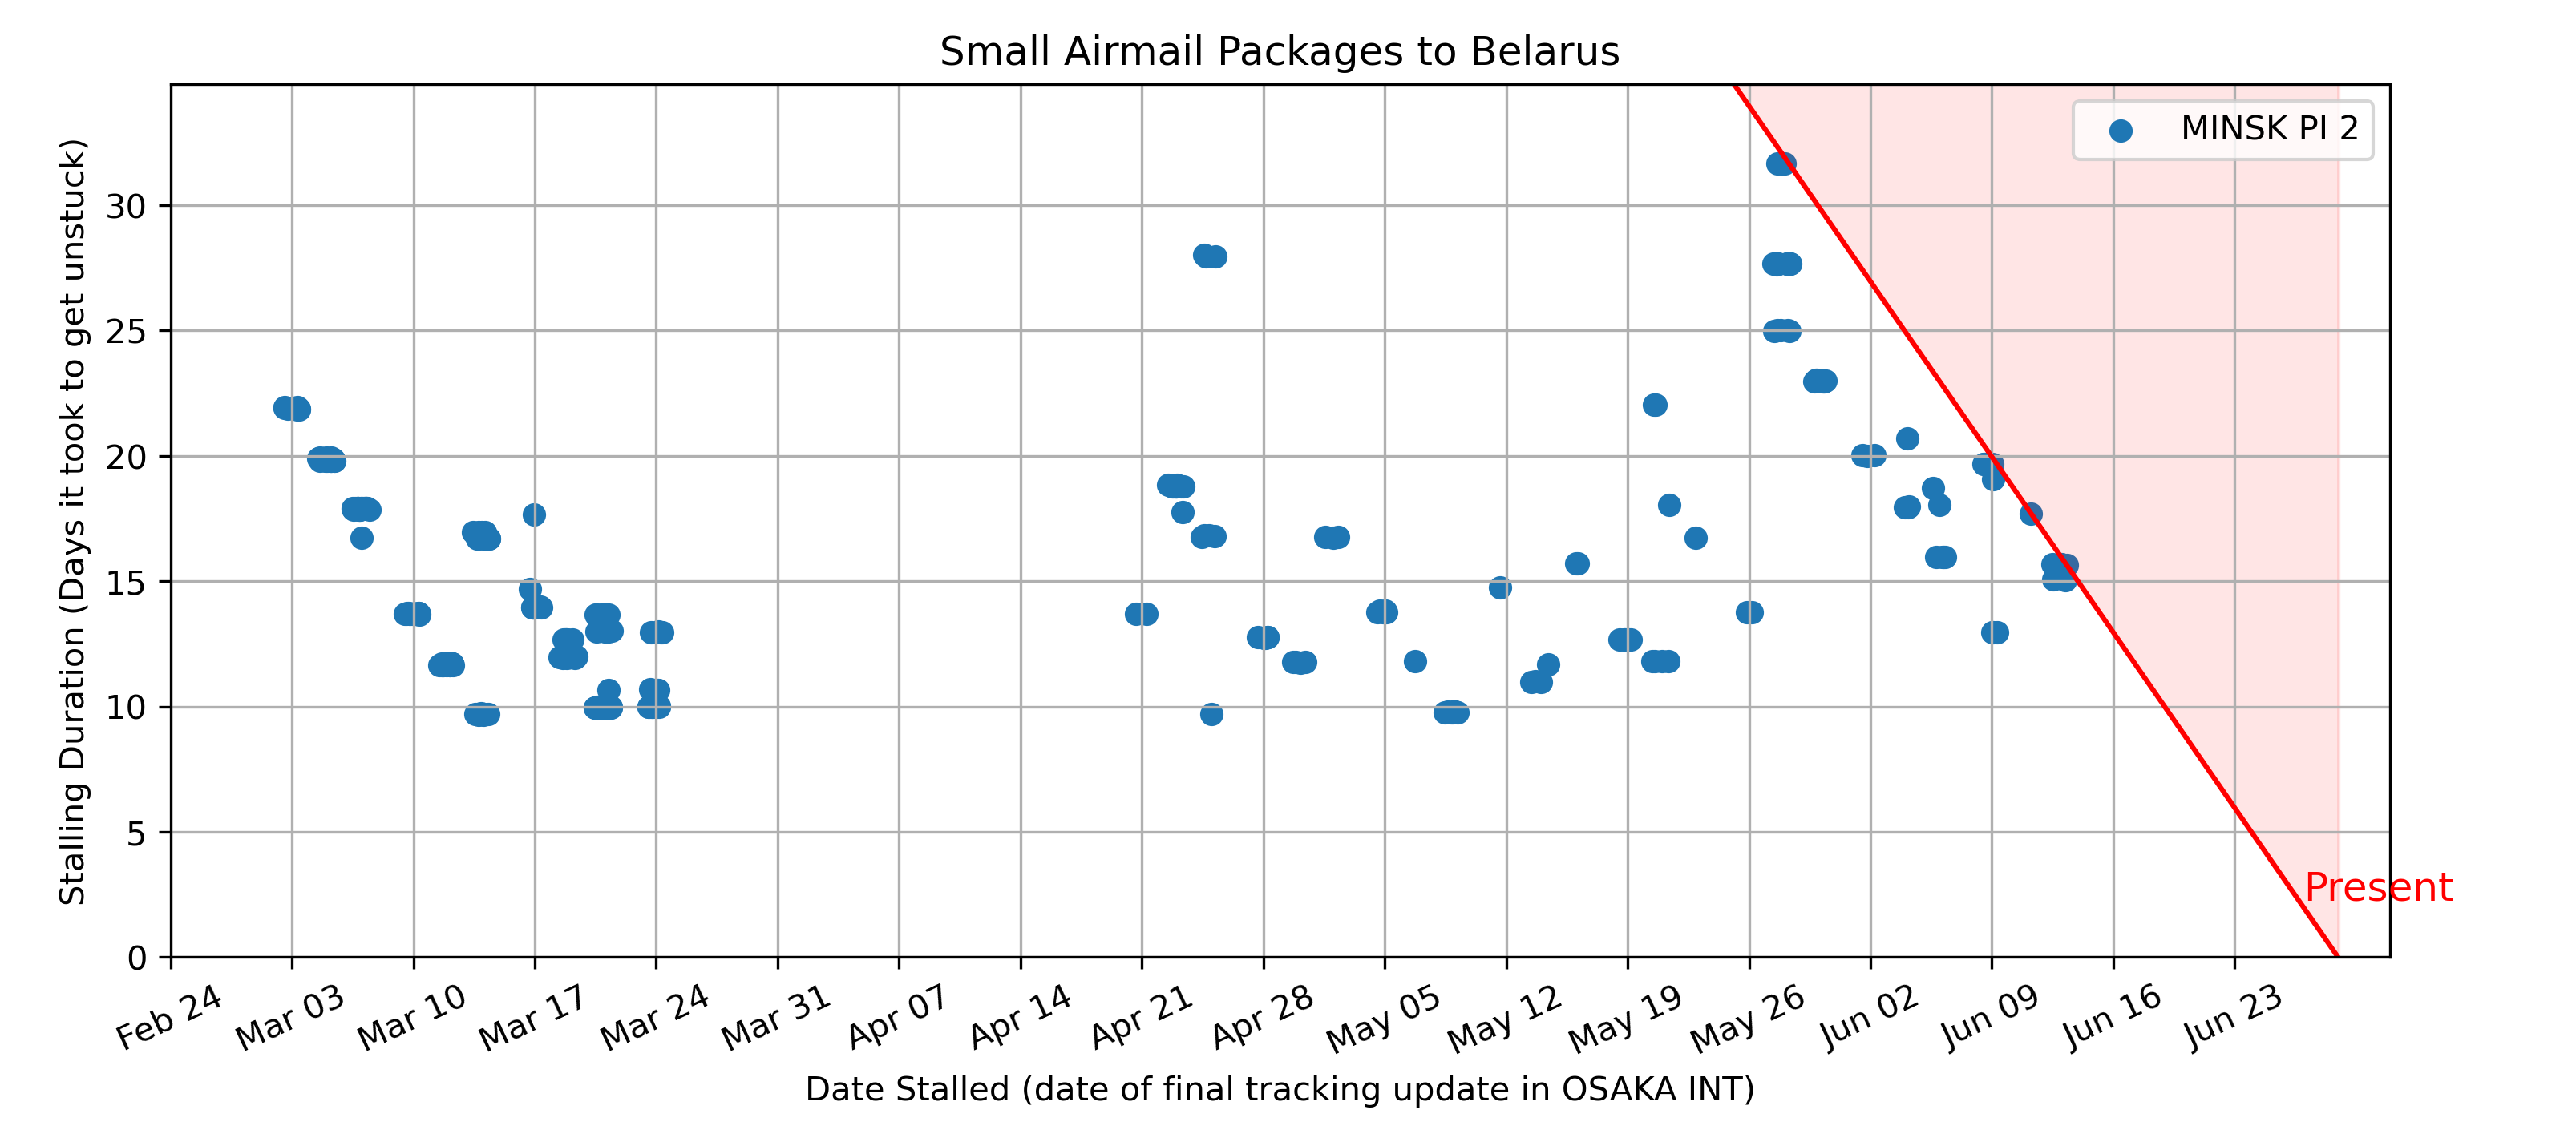 Small Airmail Packages to Belarus
MINSK PI 2
Stalling Duration (Days it took to get unstuck)
30
25
20
15
10
5
0
Present
Feb 24
Mar 03
Mar 10
Mar 17
Mar 24
Mar 31
Apr 07
Apr 14
Apr 21
Apr 28
May 05
May 12
May 19
May 26
Jun 02
Jun 09
Jun 16
Jun 23
Date Stalled (date of final tracking update in OSAKA INT)